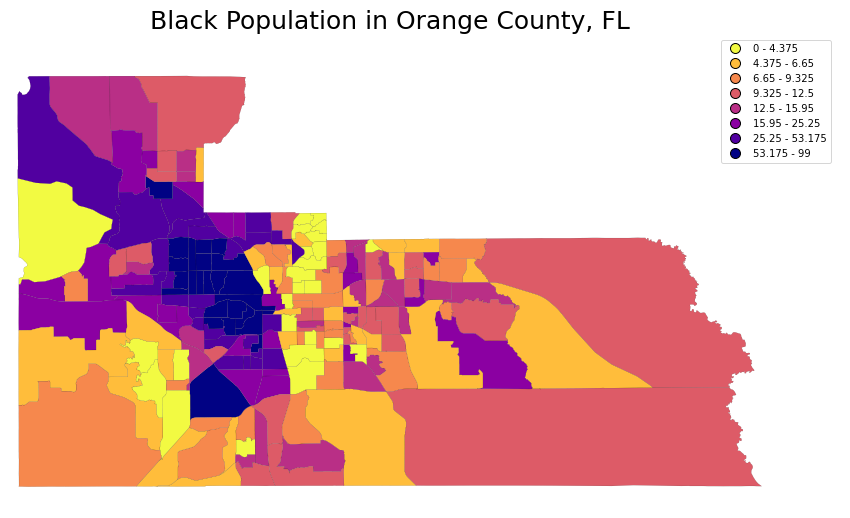 Black Population in Orange County, FL
0 - 4.375
4.375 - 6.65
6.65 - 9.325
9.325 - 12.5
12.5 - 15.95
15.95 - 25.25
25.25 - 53.175
53.175 - 99